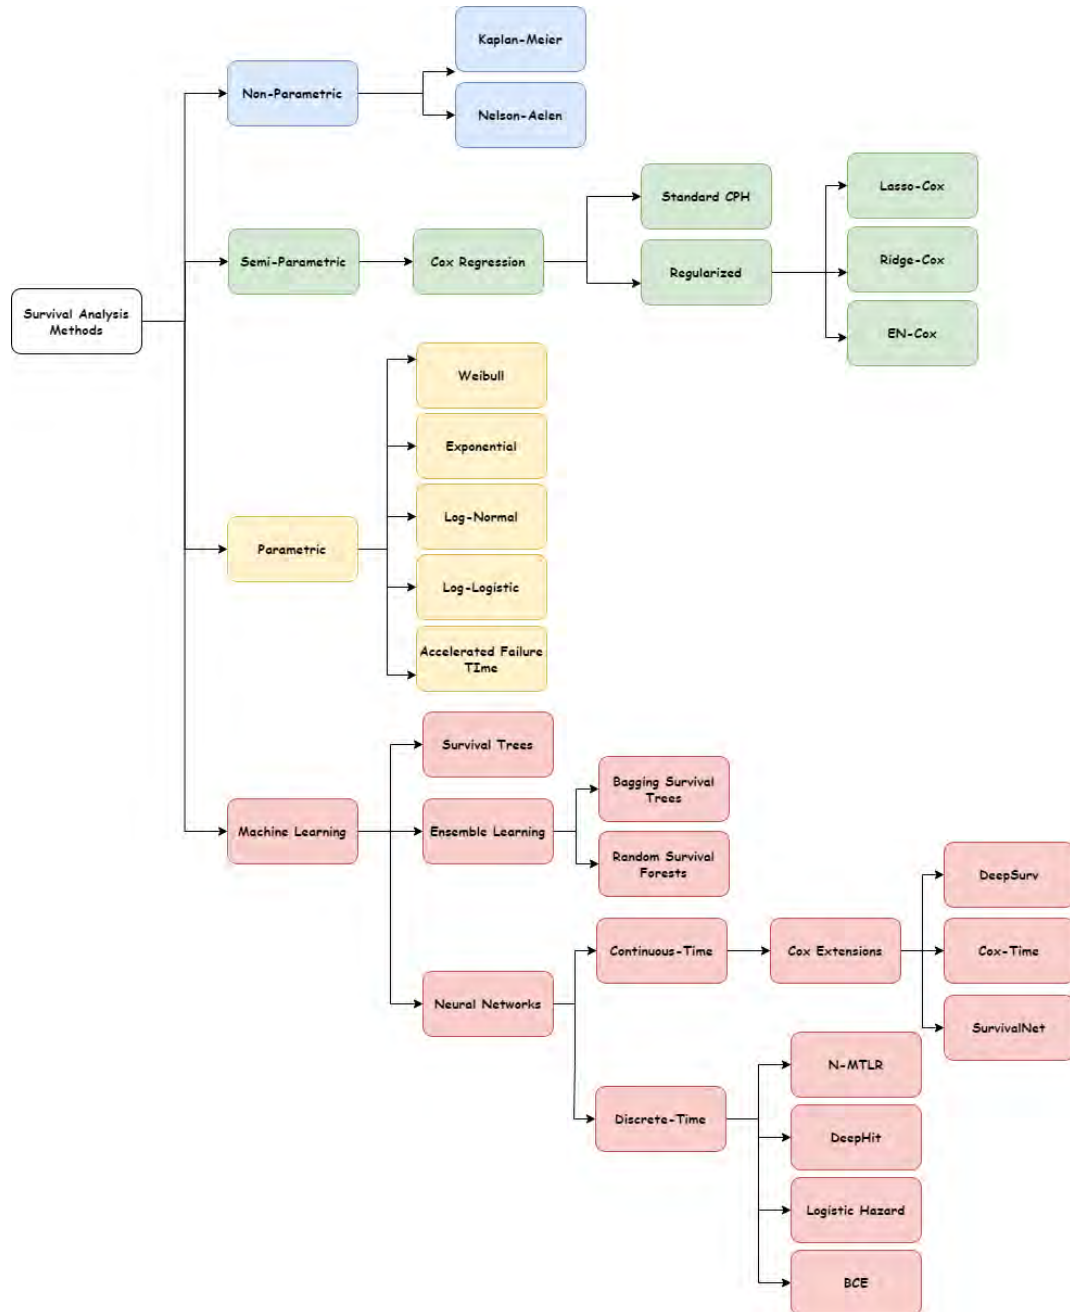 Kaplan-Meier
Non-Parametric
Nelson-Aelen
Standard CPH
Lasso-Cox
Semi-Parametric
Cox Regression
Regularized
Ridge-Cox
EN-Cox
Survival Analysis
Methods
Weibull
Exponential
Log-Normal
Parametric
Log-Logistic
Accelerated Failure
TIme
Survival Trees
Machine Learning
Ensemble Learning
Bagging Survival
Trees
Random Survival
Forests
Neural Networks
Continuous-Time
Cox Extensions
DeepSurv
Cox-Time
SurvivalNet
Discrete-Time
N-MTLR
DeepHit
Logistic Hazard
BCE